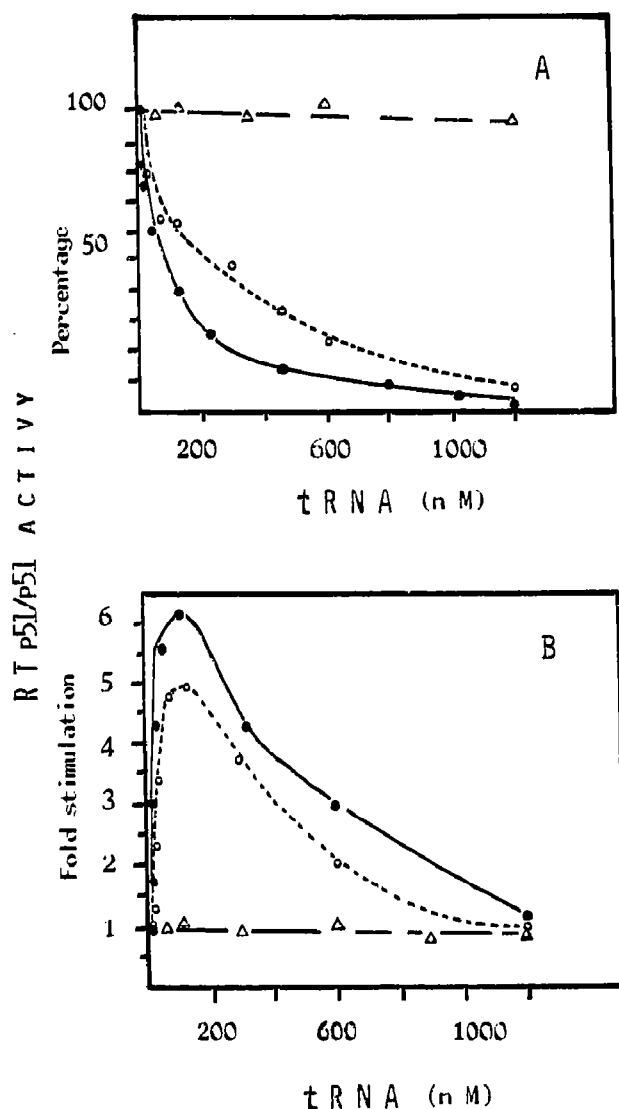 A
100
50
Percentage
200 600 1000
tRNA (nM)
RT p51/p51 ACTIVY
B
6
5
4
3
2
1
Fold stimulation
200 600 1000
tRNA (nM)